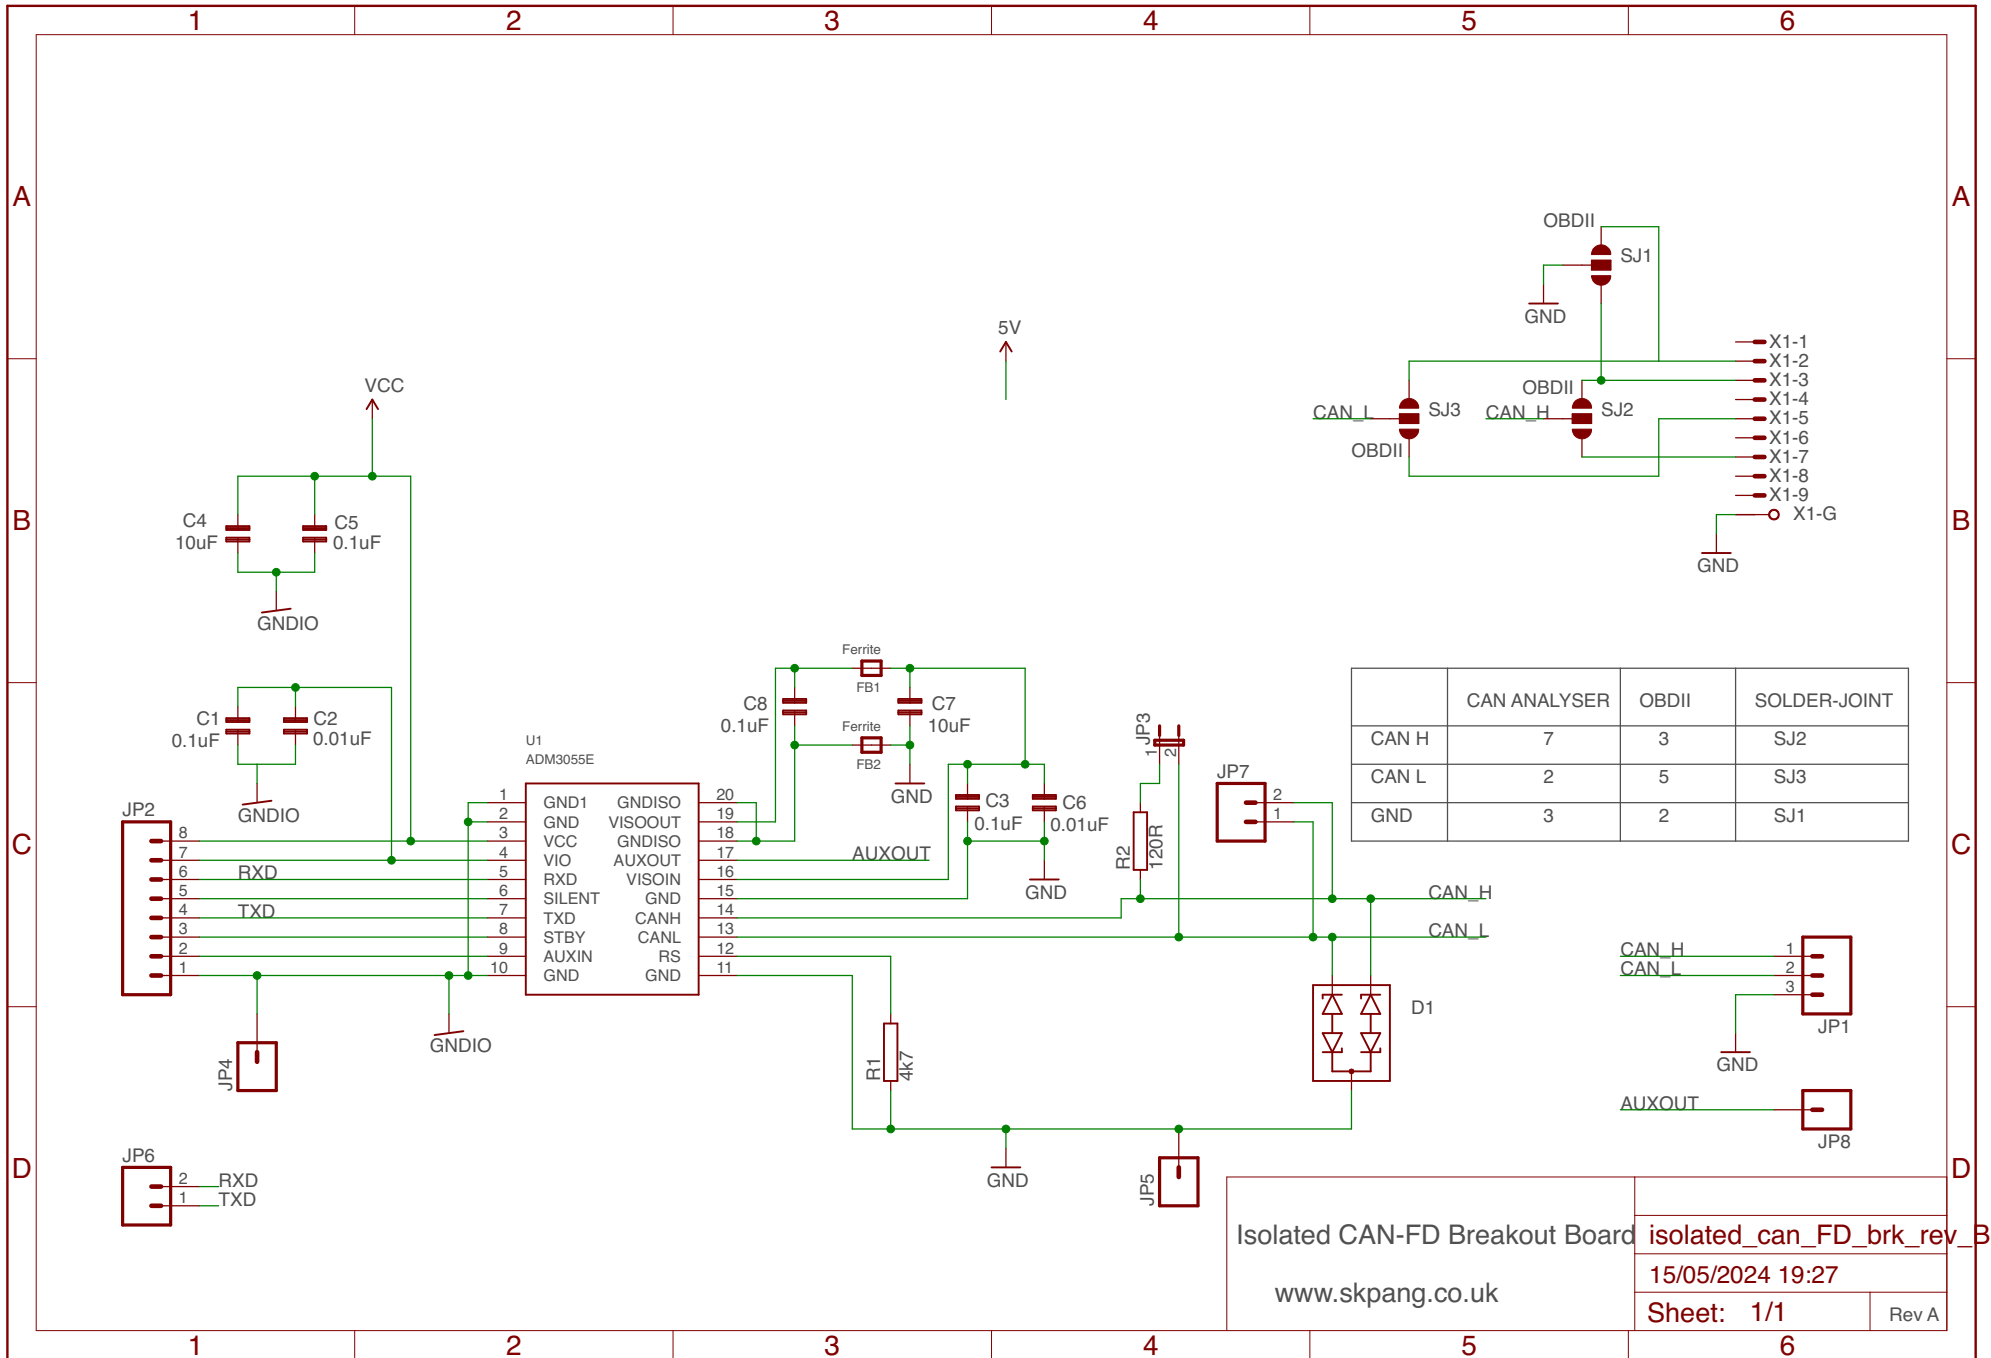 1 2 3 4 5 6
A A
OBDII
SJ1
GND
5V
X1-1
X1-2
X1-3
X1-4
X1-5
X1-6
X1-7
X1-8
X1-9
X1-G
GND
OBDII
CAN_L SJ3 CAN_H SJ2
OBDII
VCC
B B
C4
10uF
C5
0.1uF
GNDIO
C1
0.1uF
C2
0.01uF
GNDIO
Ferrite
FB1
C8
0.1uF
C7
10uF
Ferrite
FB2
GND
C3
0.1uF
C6
0.01uF
GND
JP3
1
2
R2
120R
JP7
2
1
CAN ANALYSER OBDII SOLDER-JOINT
CAN H 7 3 SJ2
CAN L 2 5 SJ3
GND 3 2 SJ1
C C
U1
ADM3055E
JP2
8
7
6 RXD
5
4 TXD
3
2
1
1 GND1 GNDISO 20
2 GND VISOOUT 19
3 VCC GNDISO 18
4 VIO AUXOUT 17 AUXOUT
5 RXD VISOIN 16
6 SILENT GND 15
7 TXD CANH 14
8 STBY CANL 13
9 AUXIN RS 12
10 GND GND 11
CAN_H
CAN_L
D1
CAN_H 1
CAN_L 2
3
JP1
GND
AUXOUT
JP8
JP4
GNDIO
R1
4k7
GND
JP5
D D
JP6
2 RXD
1 TXD
Isolated CAN-FD Breakout Board
www.skpang.co.uk
isolated_can_FD_brk_rev_B
15/05/2024 19:27
Sheet: 1/1
Rev A
1 2 3 4 5 6